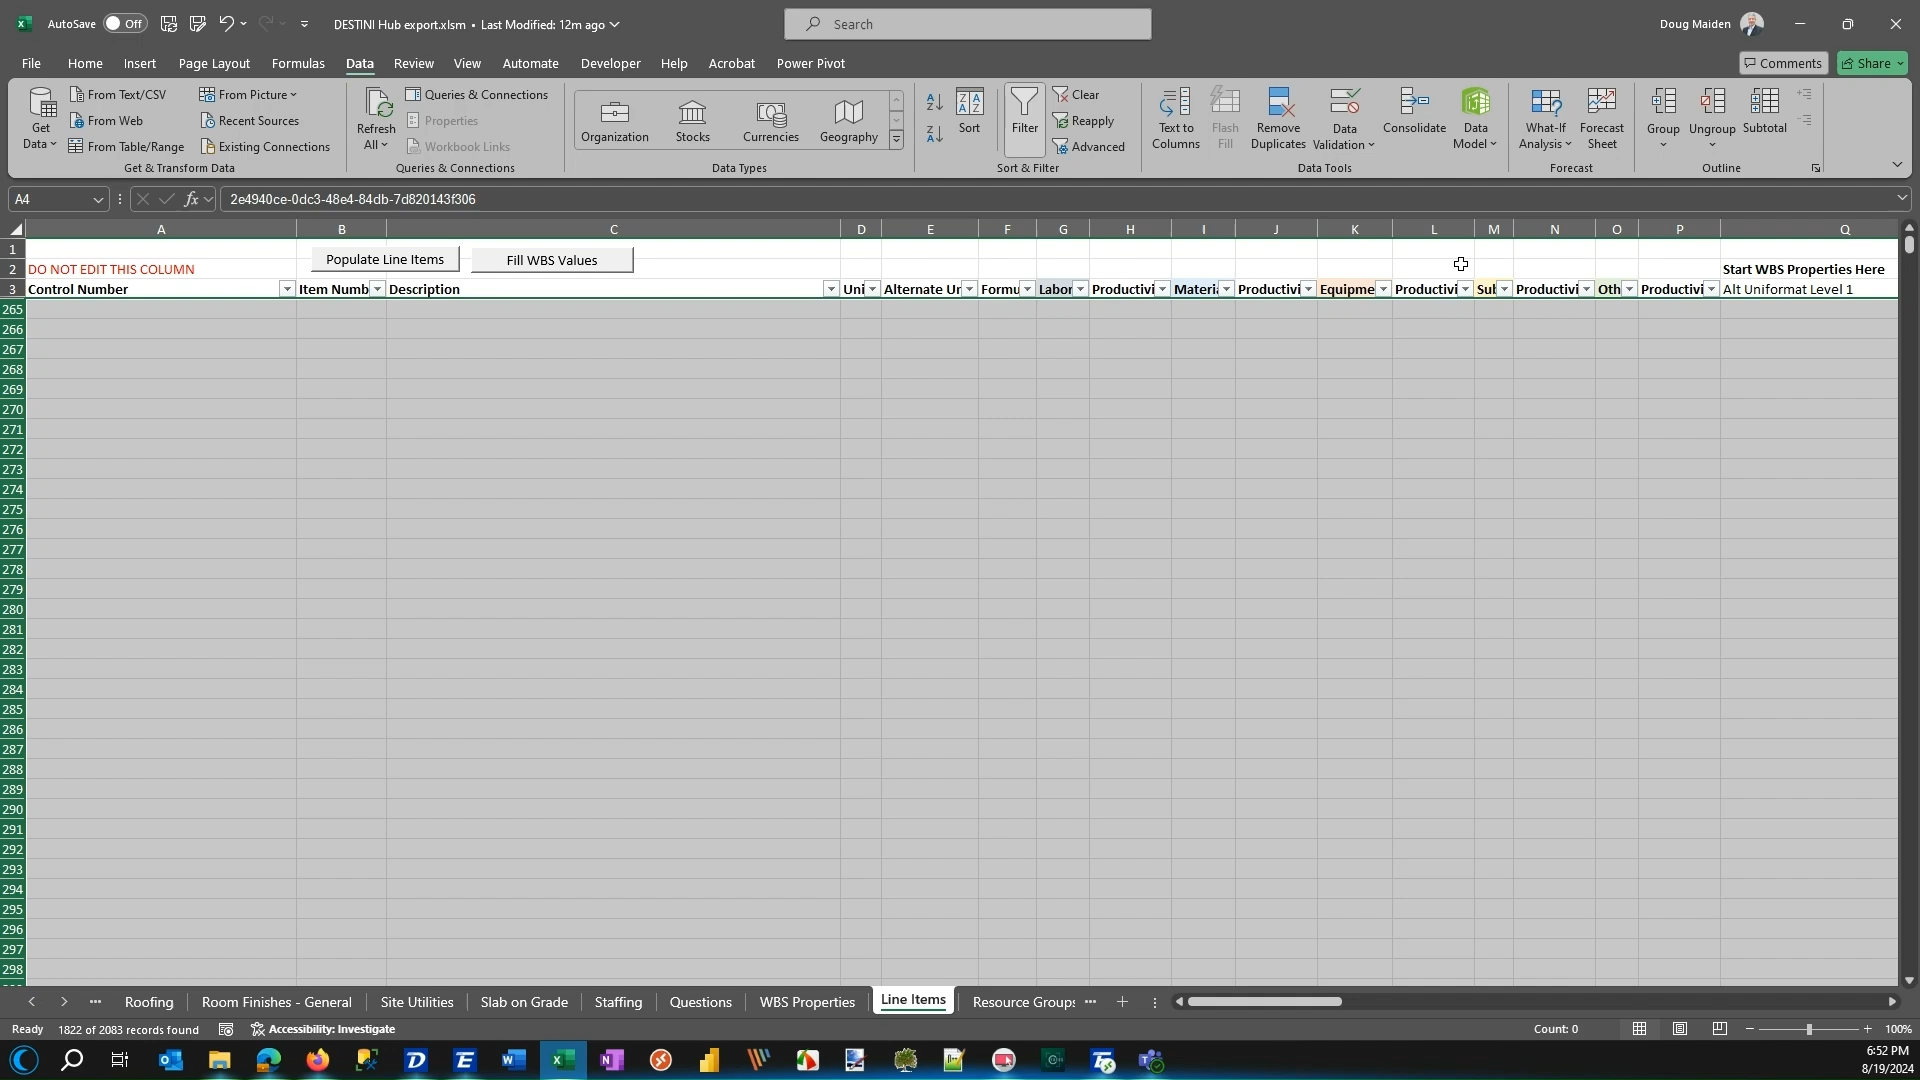 AutoSave Off DESTINI Hub export.xlsm • Last Modified: 12m ago Search Doug Maiden
File Home Insert Page Layout Formulas Data Review View Automate Developer Help Acrobat Power Pivot Comments Share
From Text/CSV From Picture Queries & Connections Clear
From Web Recent Sources Properties Reapply
From Table/Range Existing Connections Workbook Links Advanced
Get Data Refresh All Organization Stocks Currencies Geography Sort Filter Text to Columns Flash Fill Remove Duplicates Data Validation Consolidate Data Model What-If Analysis Forecast Sheet Group Ungroup Subtotal
Get & Transform Data Queries & Connections Data Types Sort & Filter Data Tools Forecast Outline
A4 fx 2e4940ce-0dc3-48e4-84db-7d820143f306
A B C D E F G H I J K L M N O P Q
1 Populate Line Items Fill WBS Values
2 DO NOT EDIT THIS COLUMN Start WBS Properties Here
3 Control Number Item Numb Description Uni Alternate Ur Formu Labor Productivi Materia Productivi Equipme Productivi Sub Productivi Oth Productivi Alt Uniformat Level 1
265
266
267
268
269
270
271
272
273
274
275
276
277
278
279
280
281
282
283
284
285
286
287
288
289
290
291
292
293
294
295
296
297
298
Roofing Room Finishes - General Site Utilities Slab on Grade Staffing Questions WBS Properties Line Items Resource Groups
Ready 1822 of 2083 records found Accessibility: Investigate Count: 0 100%
6:52 PM
8/19/2024